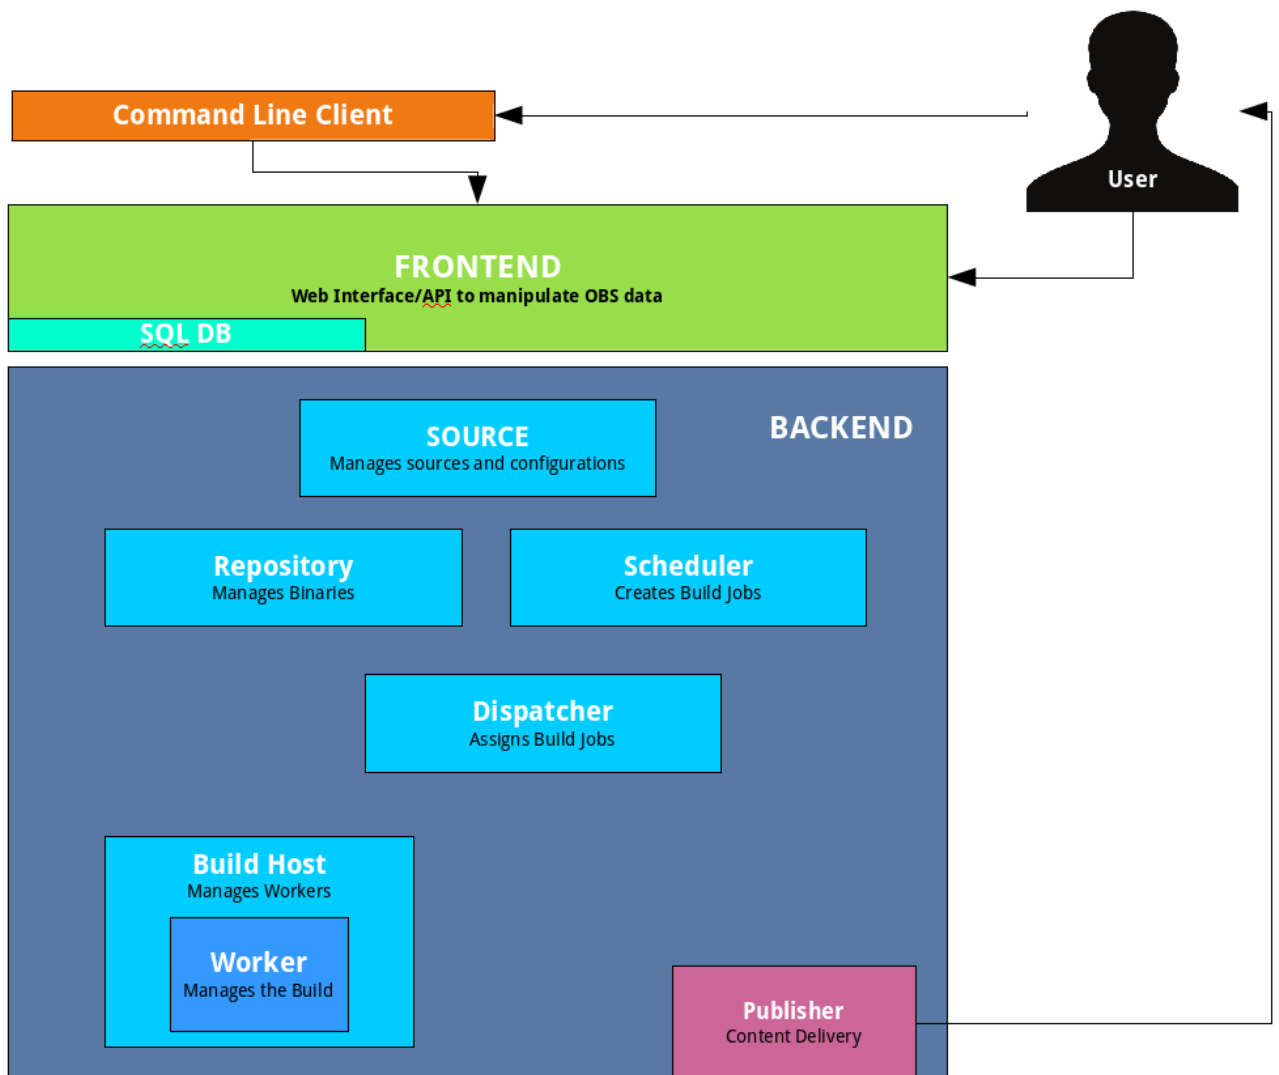 Command Line Client
User
FRONTEND
Web Interface/API to manipulate OBS data
SQL DB
BACKEND
SOURCE
Manages sources and configurations
Repository
Manages Binaries
Scheduler
Creates Build Jobs
Dispatcher
Assigns Build Jobs
Build Host
Manages Workers
Worker
Manages the Build
Publisher
Content Delivery